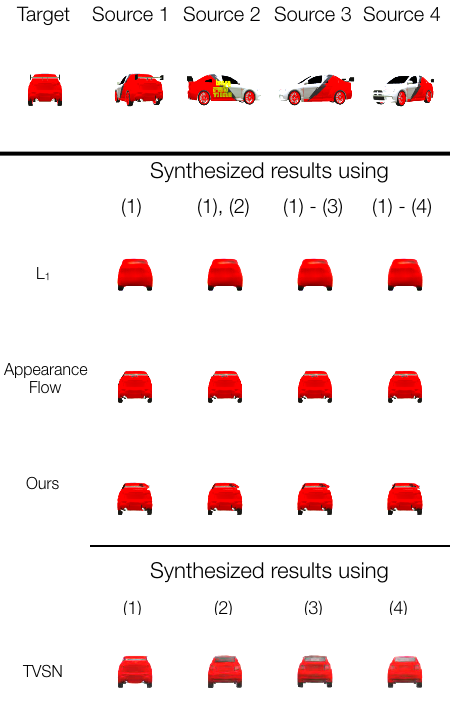 Target Source 1 Source 2 Source 3 Source 4
Synthesized results using
(1) (1), (2) (1) - (3) (1) - (4)
L₁
Appearance
Flow
Ours
Synthesized results using
(1) (2) (3) (4)
TVSN